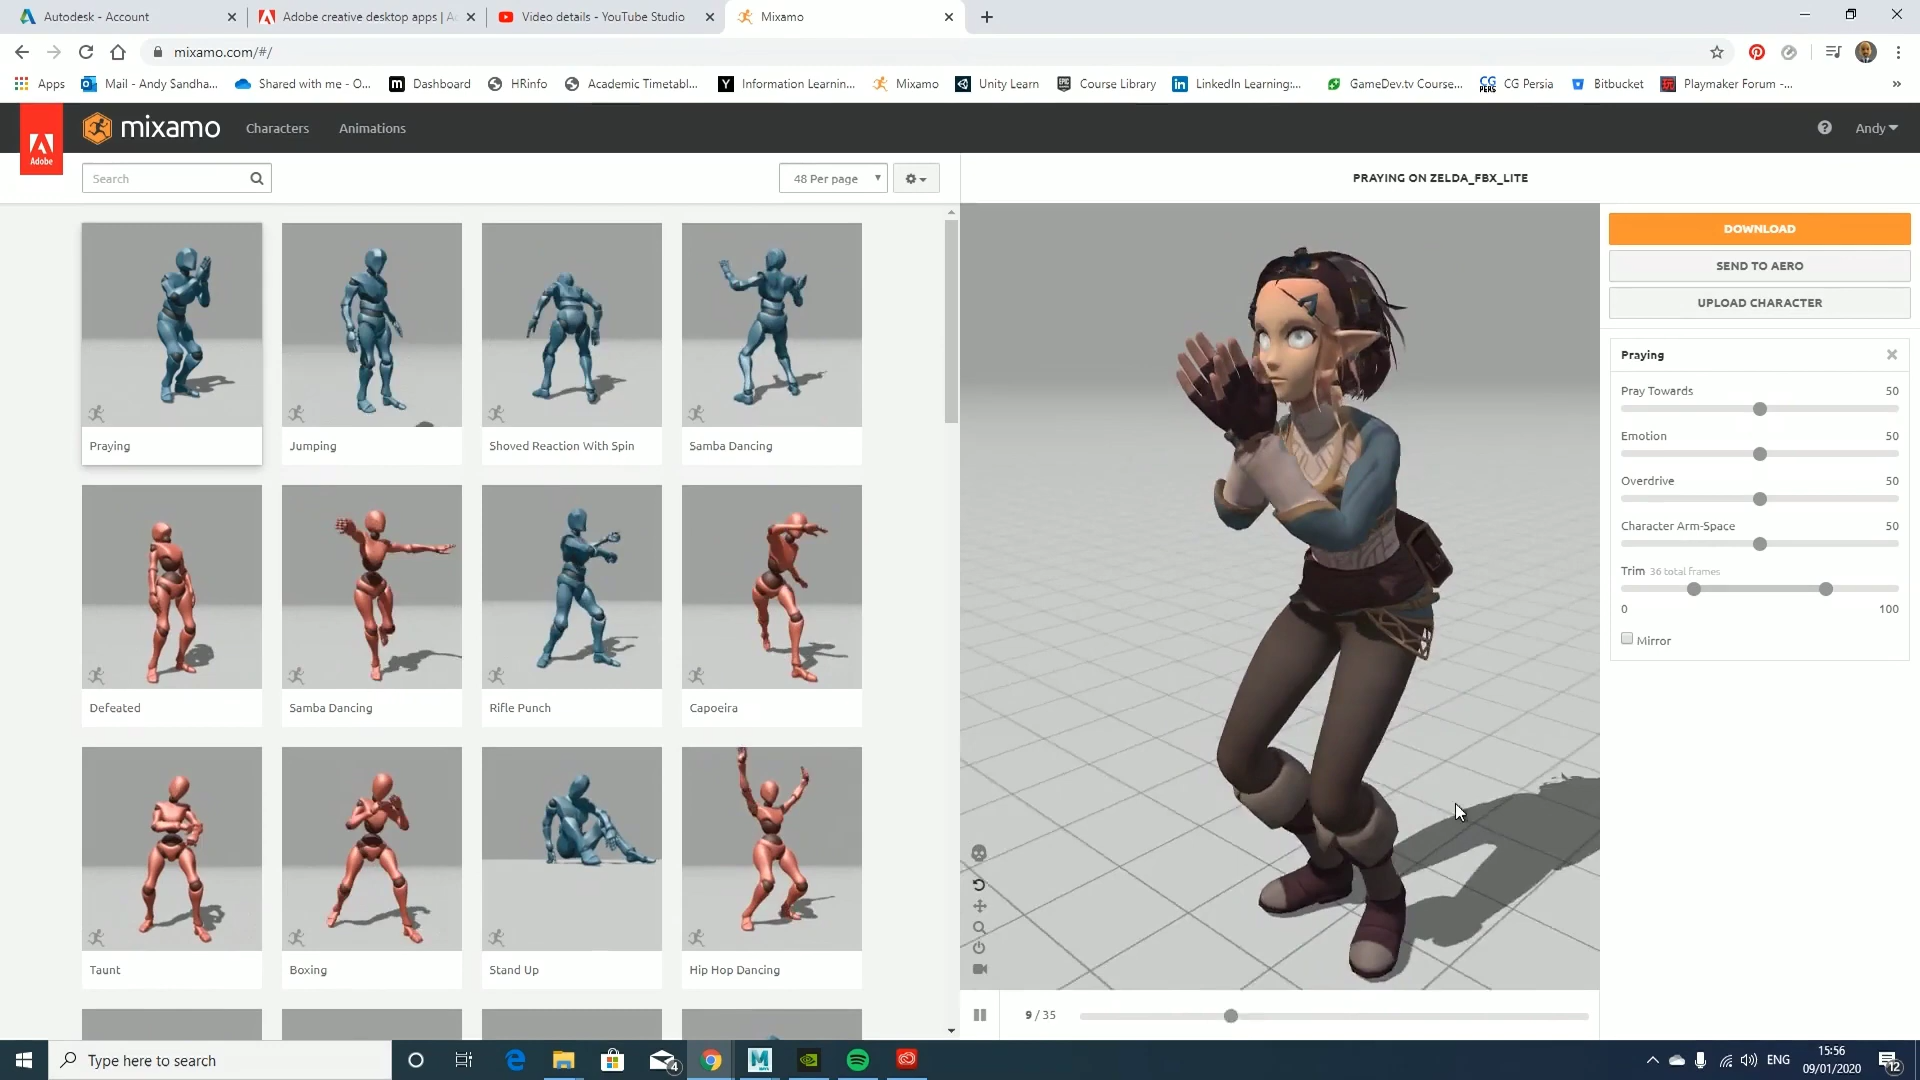 Autodesk - Account
Adobe creative desktop apps | A
Video details - YouTube Studio
Mixamo
mixamo.com/#/
Apps
Mail - Andy Sandha...
Shared with me - O...
Dashboard
HRinfo
Academic Timetabl...
Information Learnin...
Mixamo
Unity Learn
Course Library
LinkedIn Learning:...
GameDev.tv Course...
CG Persia
Bitbucket
Playmaker Forum -...
Adobe
mixamo
Characters
Animations
Andy
Search
48 Per page
PRAYING ON ZELDA_FBX_LITE
DOWNLOAD
SEND TO AERO
UPLOAD CHARACTER
Praying
Pray Towards 50
Emotion 50
Overdrive 50
Character Arm-Space 50
Trim 36 total frames
0 100
Mirror
Praying
Jumping
Shoved Reaction With Spin
Samba Dancing
Defeated
Samba Dancing
Rifle Punch
Capoeira
Taunt
Boxing
Stand Up
Hip Hop Dancing
9 / 35
Type here to search
4
ENG
15:56
09/01/2020
12